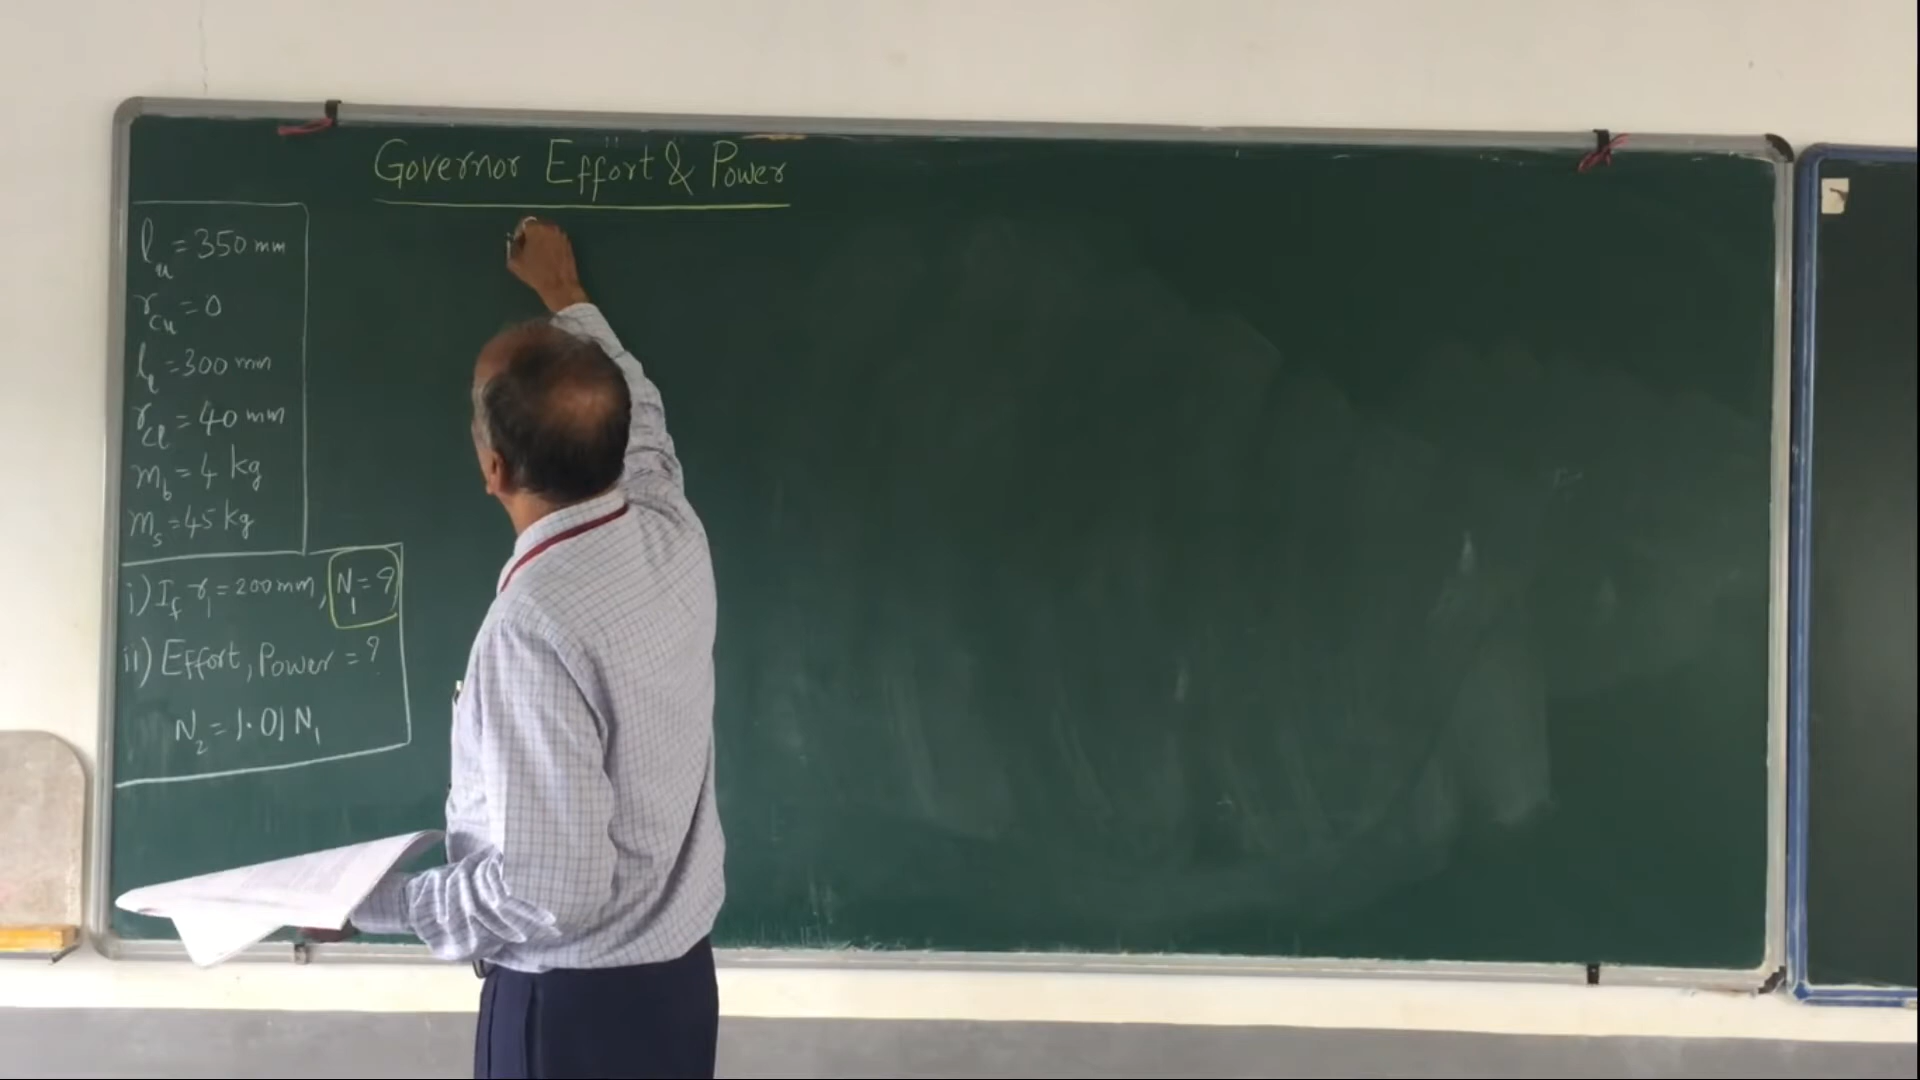 Governor Effort & Power
l_u = 350 mm
r_cu = 0
l_l = 300 mm
r_cl = 40 mm
m_b = 4 kg
m_s = 45 kg
i) If r_1 = 200 mm, N_1 = ?
ii) Effort, Power = ?
N_2 = 1.01 N_1